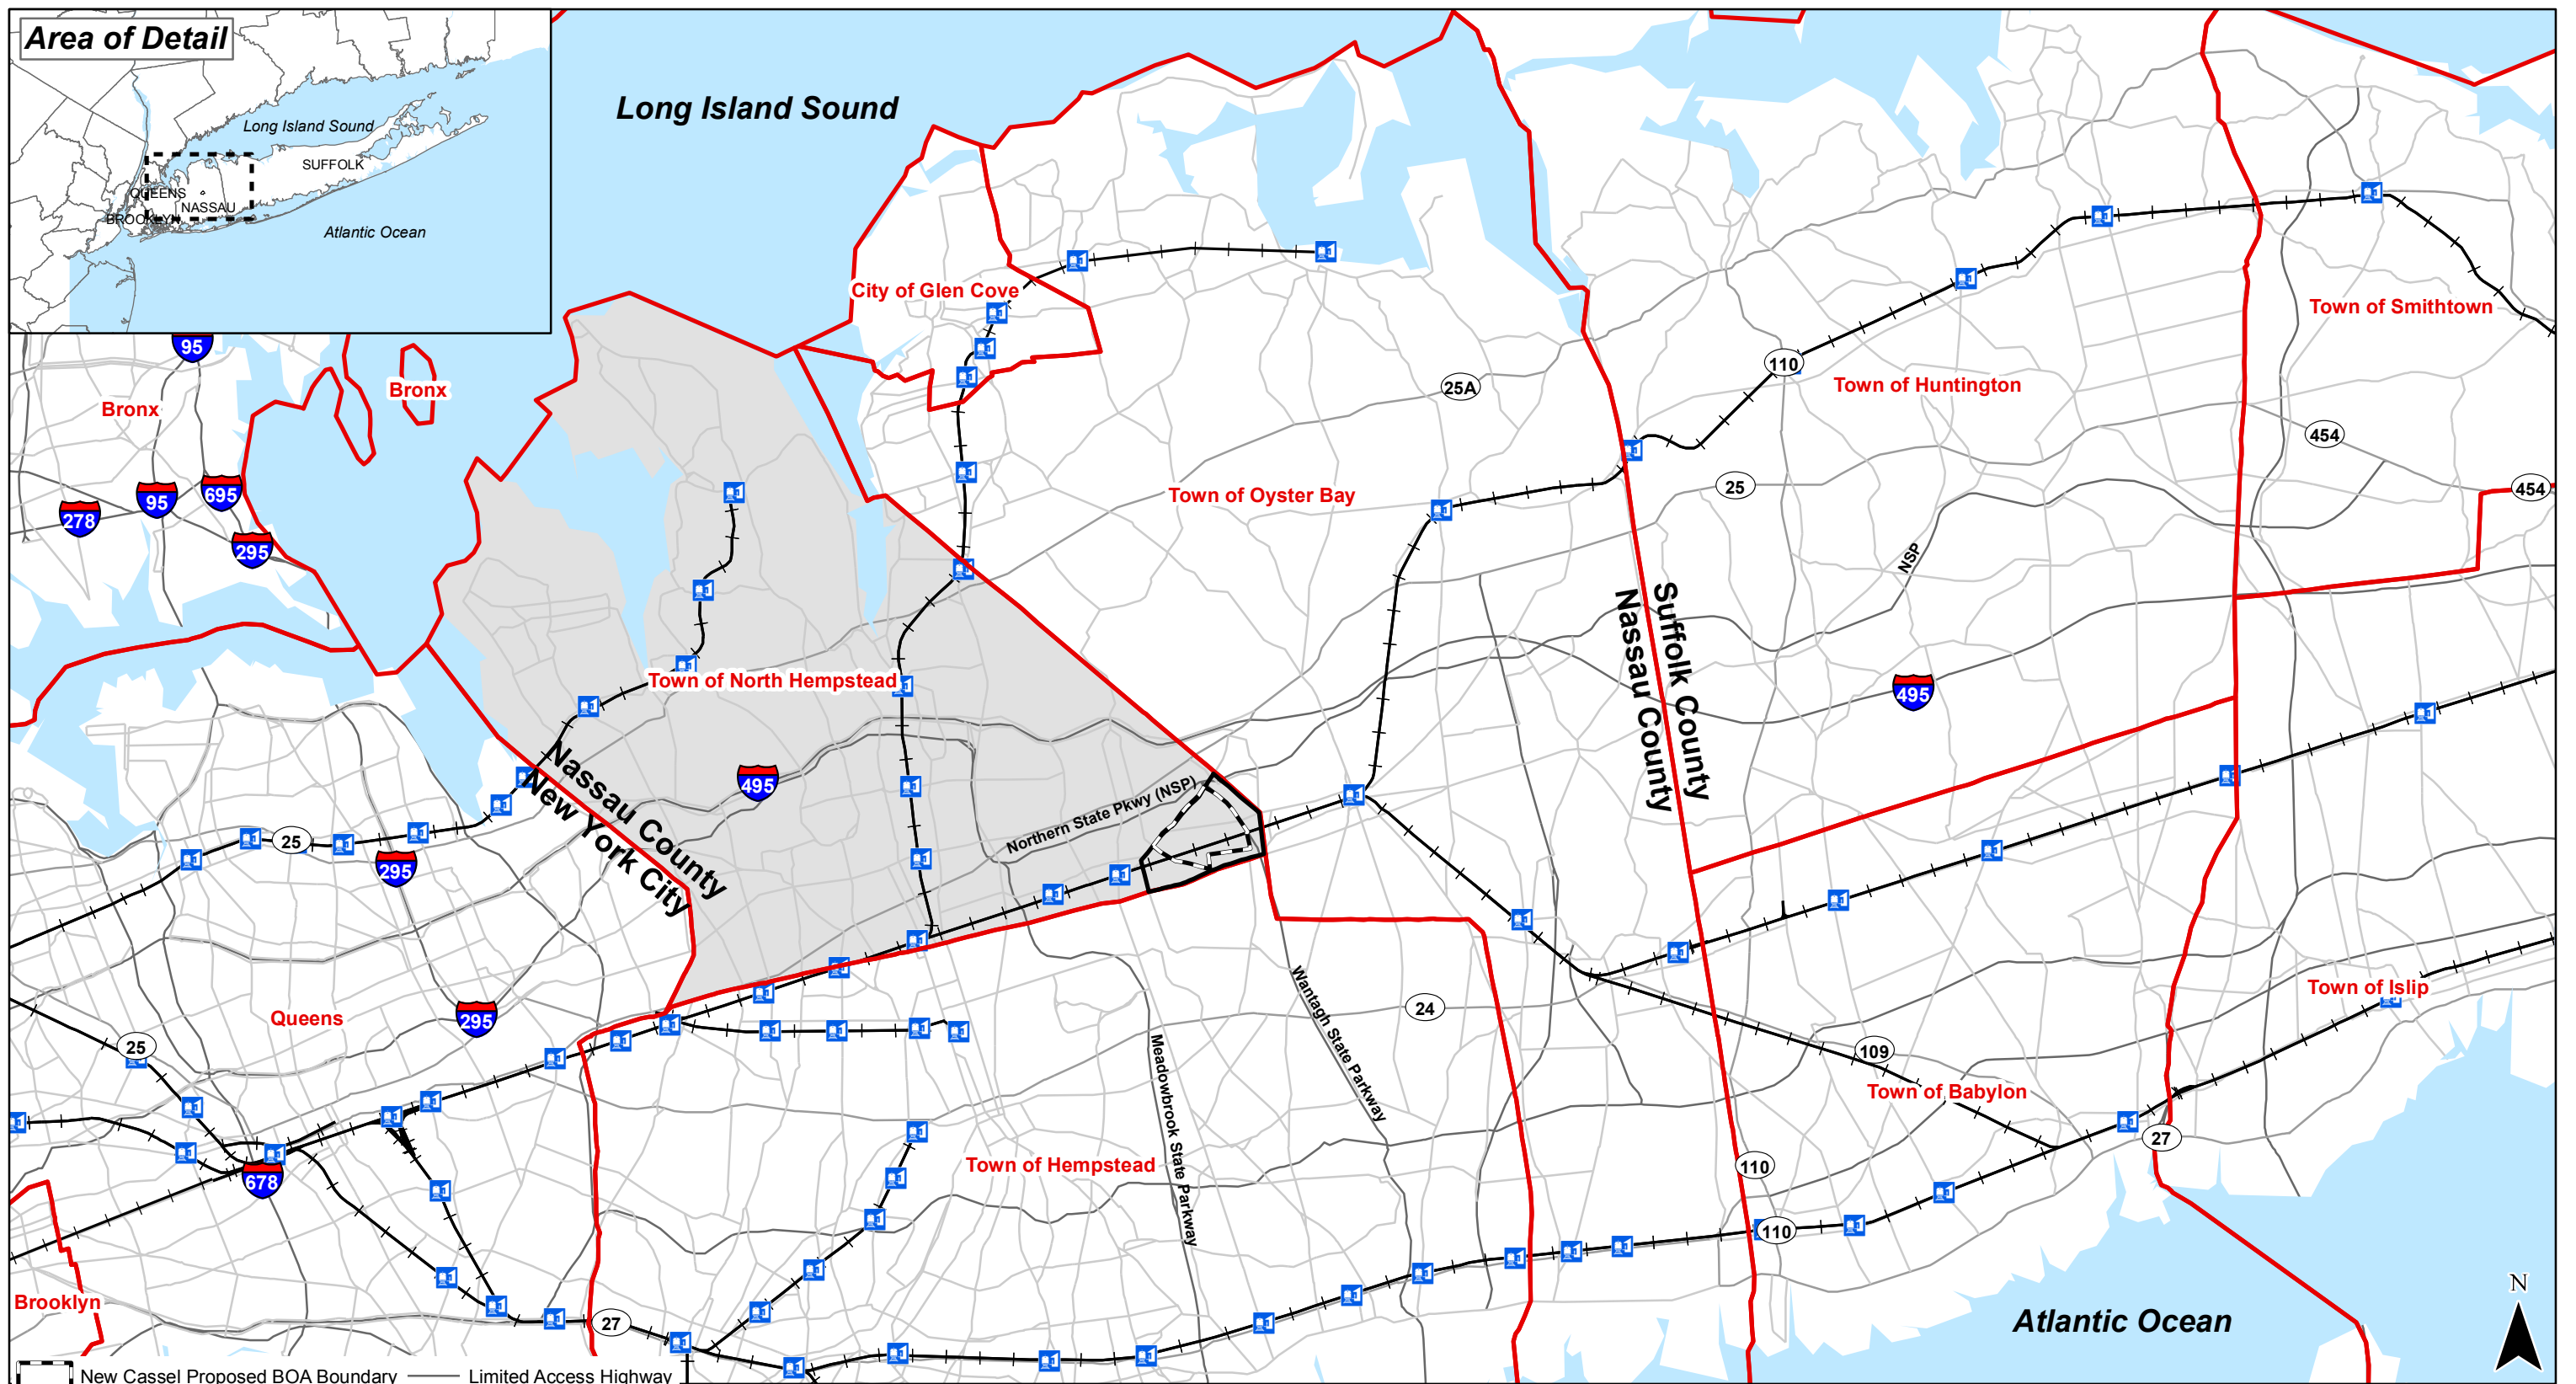 Area of Detail
Long Island Sound
SUFFOLK
QUEENS
NASSAU
BROOKLYN
Atlantic Ocean
Long Island Sound
95
Bronx
Bronx
City of Glen Cove
Town of Smithtown
110
25A
Town of Huntington
454
95
695
278
295
Town of Oyster Bay
25
454
NSP
Suffolk County
Nassau County
Town of North Hempstead
495
Nassau County
New York City
495
Northern State Pkwy (NSP)
25
295
Queens
295
25
Wantagh State Parkway
24
Town of Islip
Meadowbrook State Parkway
109
Town of Babylon
27
Town of Hempstead
110
678
110
Brooklyn
27
Atlantic Ocean
N
New Cassel Proposed BOA Boundary
Limited Access Highway